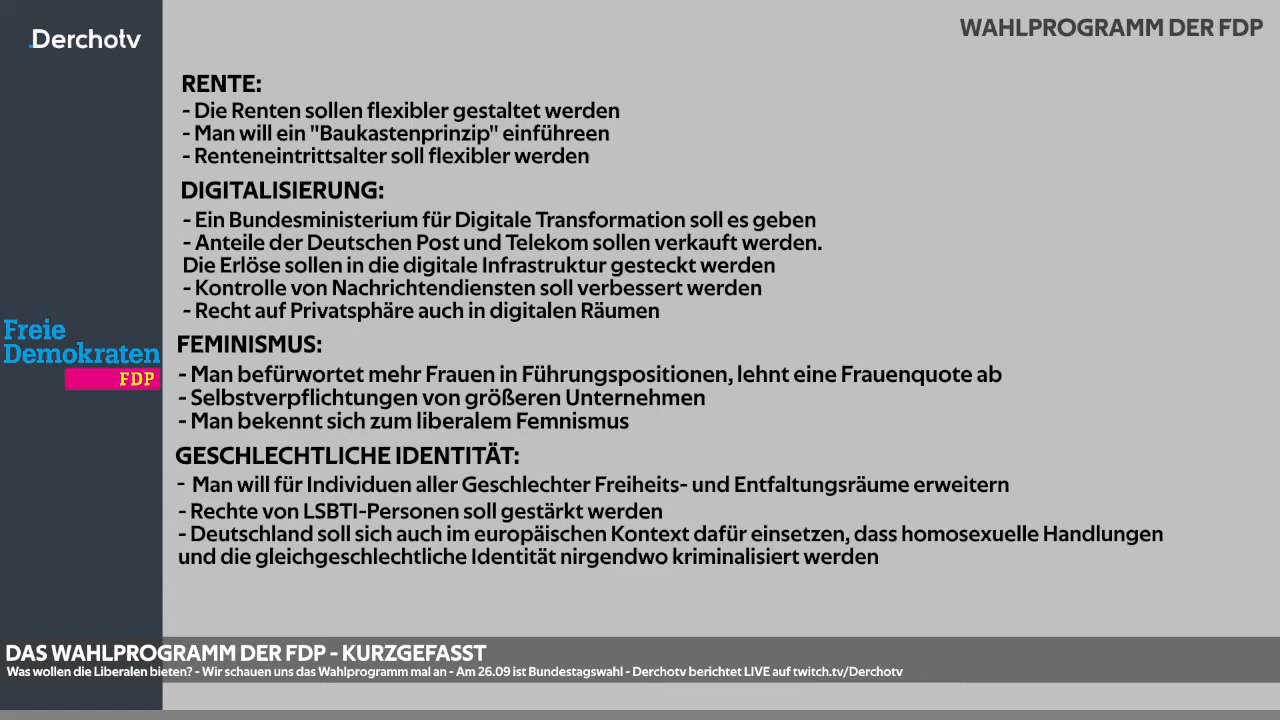 Derchotv
WAHLPROGRAMM DER FDP
RENTE:
- Die Renten sollen flexibler gestaltet werden
- Man will ein "Baukastenprinzip" einführeen
- Renteneintrittsalter soll flexibler werden
DIGITALISIERUNG:
- Ein Bundesministerium für Digitale Transformation soll es geben
- Anteile der Deutschen Post und Telekom sollen verkauft werden.
Die Erlöse sollen in die digitale Infrastruktur gesteckt werden
- Kontrolle von Nachrichtendiensten soll verbessert werden
- Recht auf Privatsphäre auch in digitalen Räumen
Freie
Demokraten
FDP
FEMINISMUS:
- Man befürwortet mehr Frauen in Führungspositionen, lehnt eine Frauenquote ab
- Selbstverpflichtungen von größeren Unternehmen
- Man bekennt sich zum liberalem Femnismus
GESCHLECHTLICHE IDENTITÄT:
- Man will für Individuen aller Geschlechter Freiheits- und Entfaltungsräume erweitern
- Rechte von LSBTI-Personen soll gestärkt werden
- Deutschland soll sich auch im europäischen Kontext dafür einsetzen, dass homosexuelle Handlungen
und die gleichgeschlechtliche Identität nirgendwo kriminalisiert werden
DAS WAHLPROGRAMM DER FDP - KURZGEFASST
Was wollen die Liberalen bieten? - Wir schauen uns das Wahlprogramm mal an - Am 26.09 ist Bundestagswahl - Derchotv berichtet LIVE auf twitch.tv/Derchotv